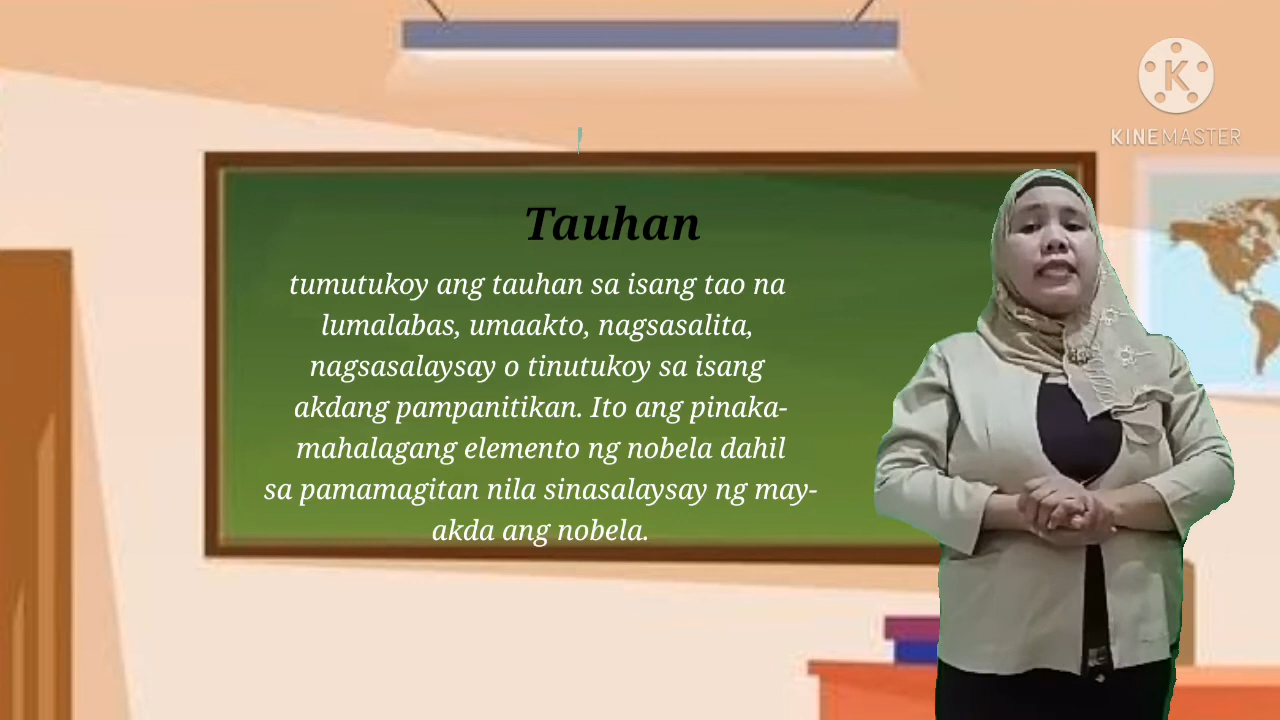 KINEMASTER
Tauhan
tumutukoy ang tauhan sa isang tao na
lumalabas, umaakto, nagsasalita,
nagsasalaysay o tinutukoy sa isang
akdang pampanitikan. Ito ang pinaka-
mahalagang elemento ng nobela dahil
sa pamamagitan nila sinasalaysay ng may-
akda ang nobela.